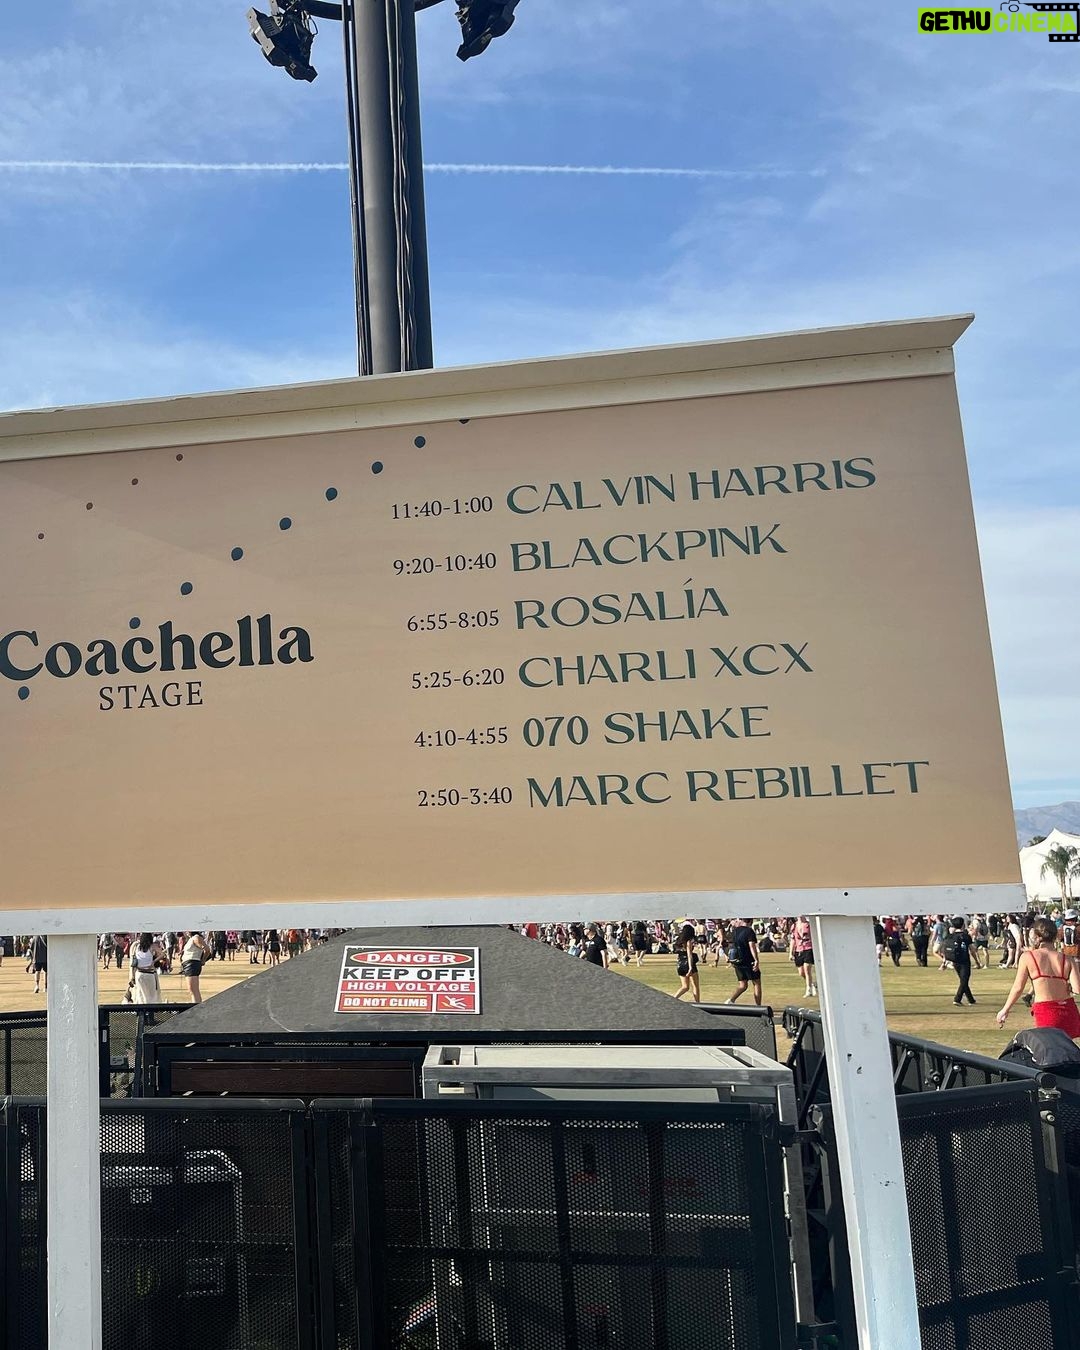 GETHU CINEMA
11:40-1:00 CALVIN HARRIS
9:20-10:40 BLACKPINK
6:55-8:05 ROSALÍA
5:25-6:20 CHARLI XCX
4:10-4:55 070 SHAKE
2:50-3:40 MARC REBILLET
Coachella
STAGE
DANGER
KEEP OFF!
HIGH VOLTAGE
DO NOT CLIMB